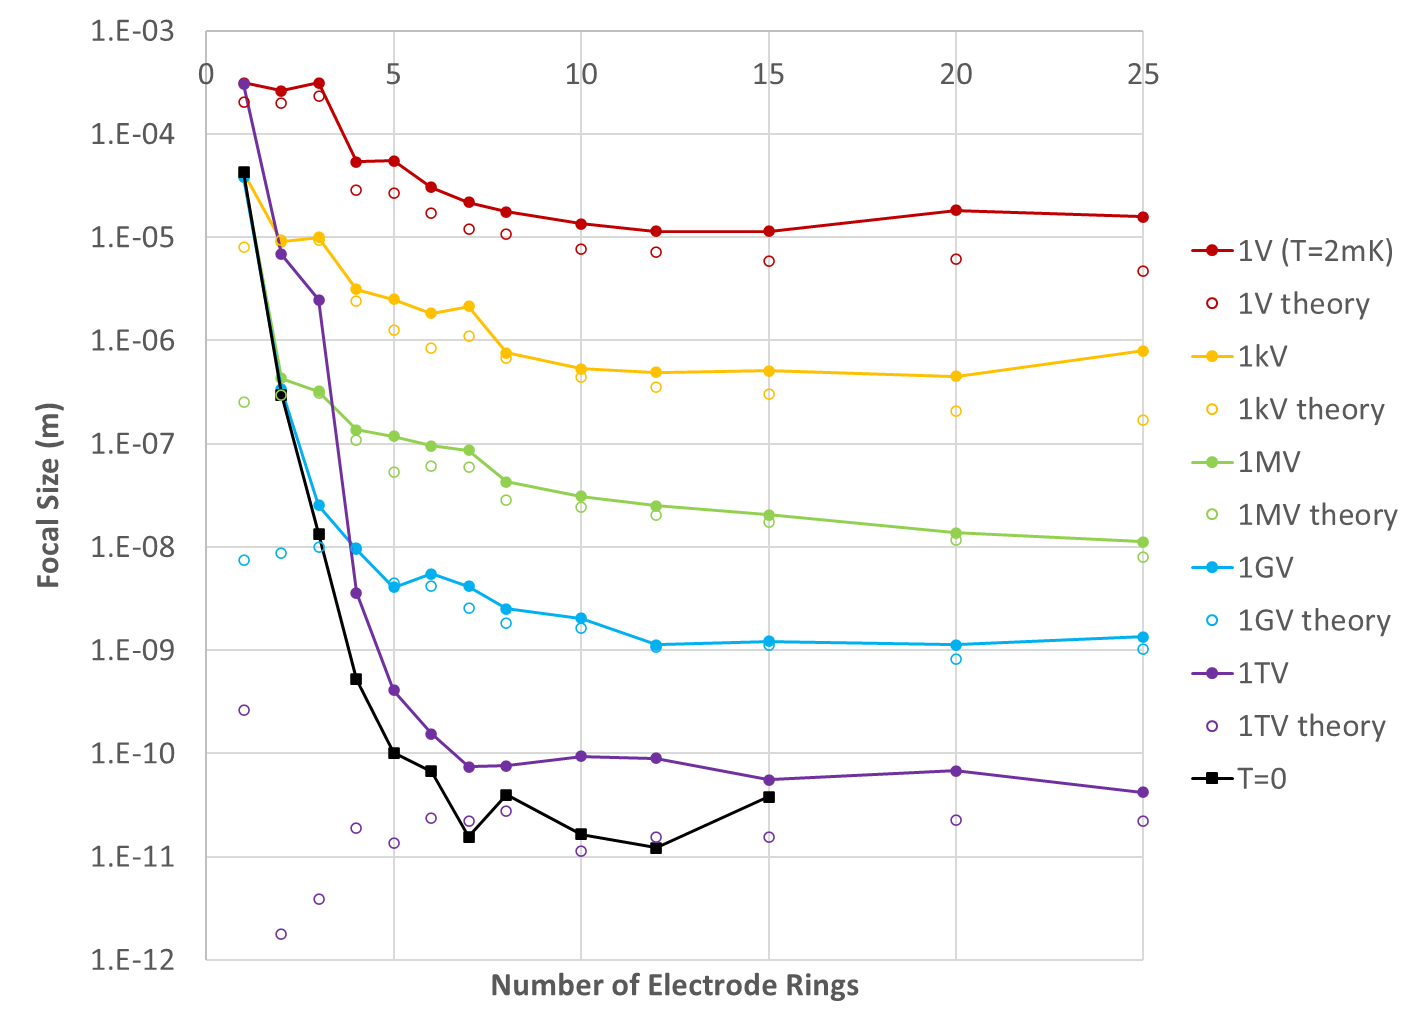 1.E-03
0
5
10
15
20
25
1.E-04
1.E-05
1.E-06
1.E-07
1.E-08
1.E-09
1.E-10
1.E-11
1.E-12
Focal Size (m)
Number of Electrode Rings
1V (T=2mK)
1V theory
1kV
1kV theory
1MV
1MV theory
1GV
1GV theory
1TV
1TV theory
T=0